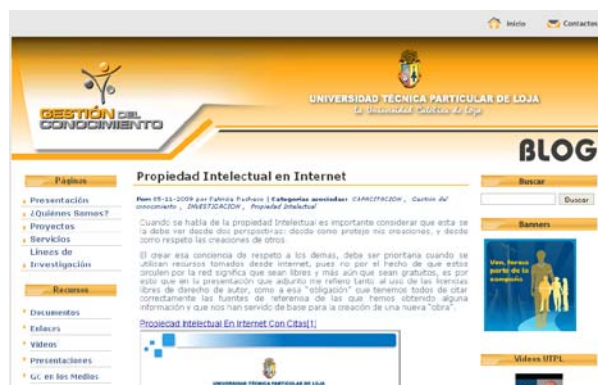 Inicio
Contactos
GESTIÓN DEL
CONOCIMIENTO
UNIVERSIDAD TÉCNICA PARTICULAR DE LOJA
La Universidad Católica de Loja
BLOG
Páginas
Presentación
¿Quiénes Somos?
Proyectos
Servicios
Líneas de
Investigación
Recursos
Documentos
Enlaces
Videos
Presentaciones
GC en los Medios
Propiedad Intelectual en Internet
Por: 05-11-2009 por Patricia Pacheco | Categorías asociadas: CAPACITACION, Gestión del
conocimiento, INVESTIGACION, Propiedad Intelectual
Cuando se habla de la propiedad Intelectual es importante considerar que esta se
la debe ver desde dos perspectivas: desde como protejo mis creaciones, y desde
como respeto las creaciones de otros
El crear esa conciencia de respeto a los demás, debe ser prioritaria cuando se
utilizan recursos tomados desde internet, pues no por el hecho de que estos
circulen por la red significa que sean libres y más aún que sean gratuitos, es por
esto que en la presentación que adjunto me refiero tanto al uso de las licencias
libres de derecho de autor, como a esa "obligación" que tenemos todos de citar
correctamente las fuentes de referencia de las que hemos obtenido alguna
información y que nos han servido de base para la creación de una nueva "obra".
Propiedad Intelectual En Internet Con Citas[1]
UNIVERSIDAD TÉCNICA PARTICULAR DE LOJA
Buscar
Buscar
Banners
Ven, forma
parte de la
campaña
Videos UTPL